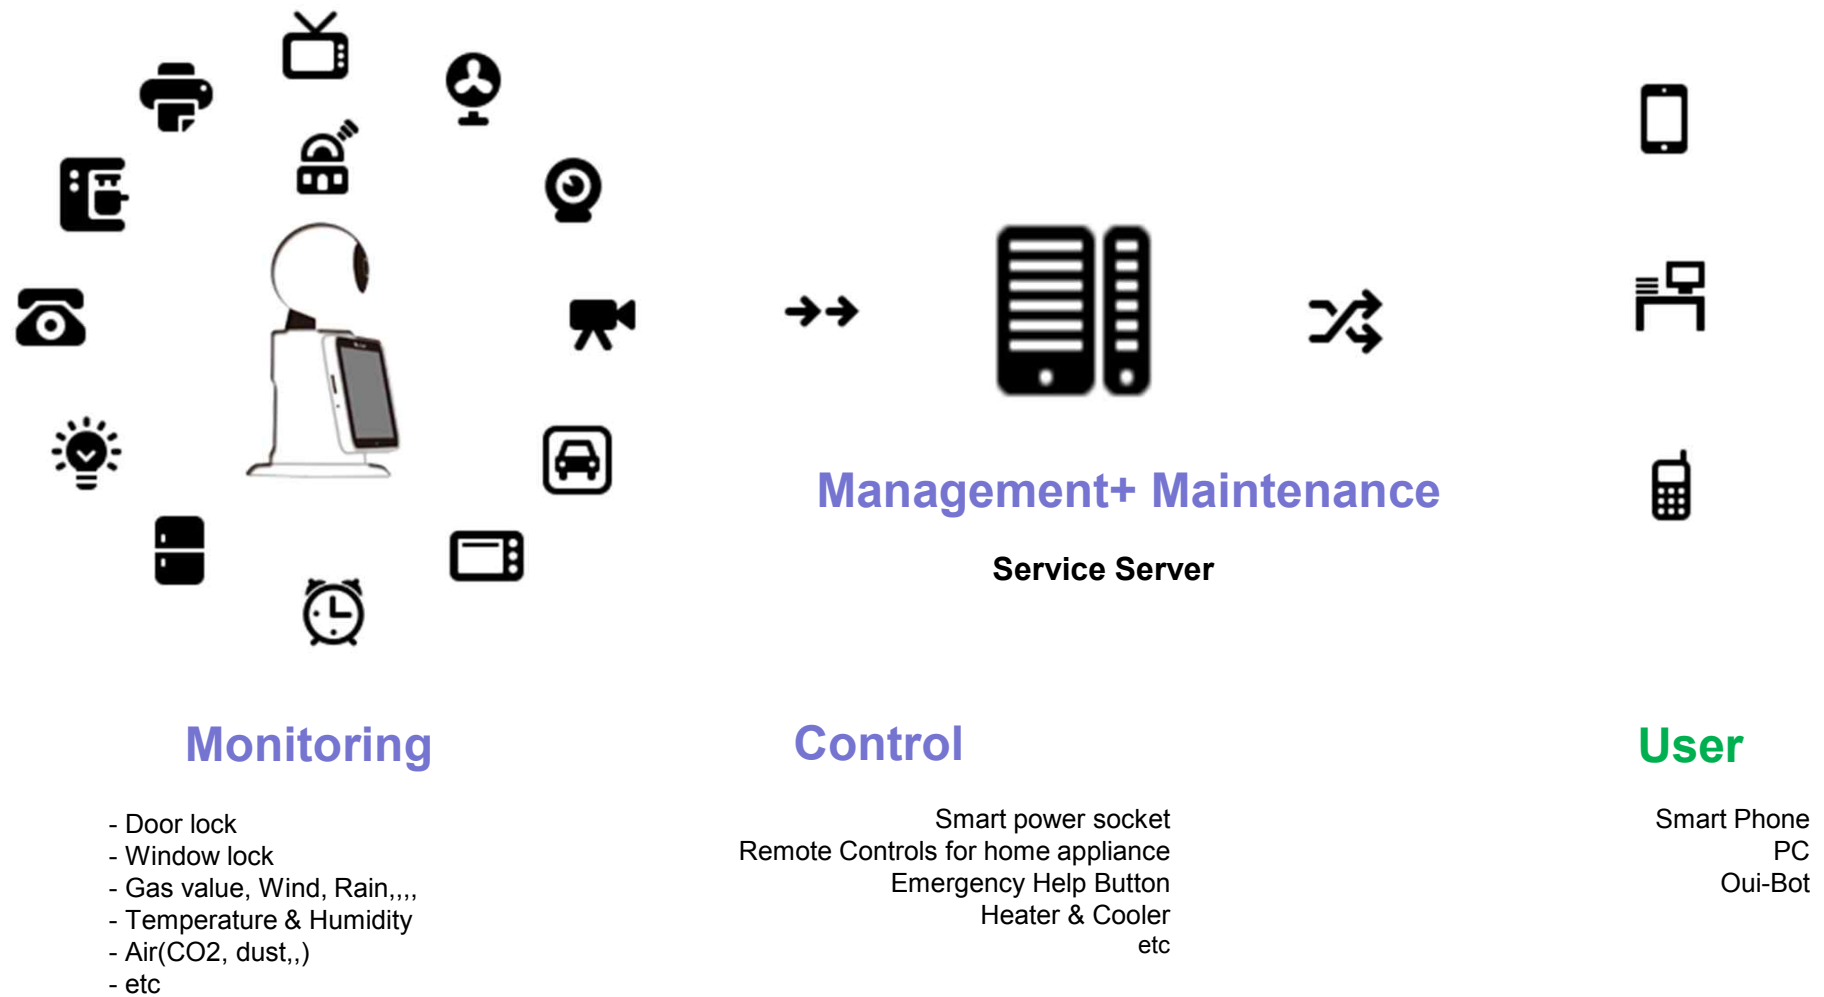 Management+ Maintenance
Service Server
Monitoring
- Door lock
- Window lock
- Gas value, Wind, Rain,,,,
- Temperature & Humidity
- Air(CO2, dust,,)
- etc
Control
Smart power socket
Remote Controls for home appliance
Emergency Help Button
Heater & Cooler
etc
User
Smart Phone
PC
Oui-Bot